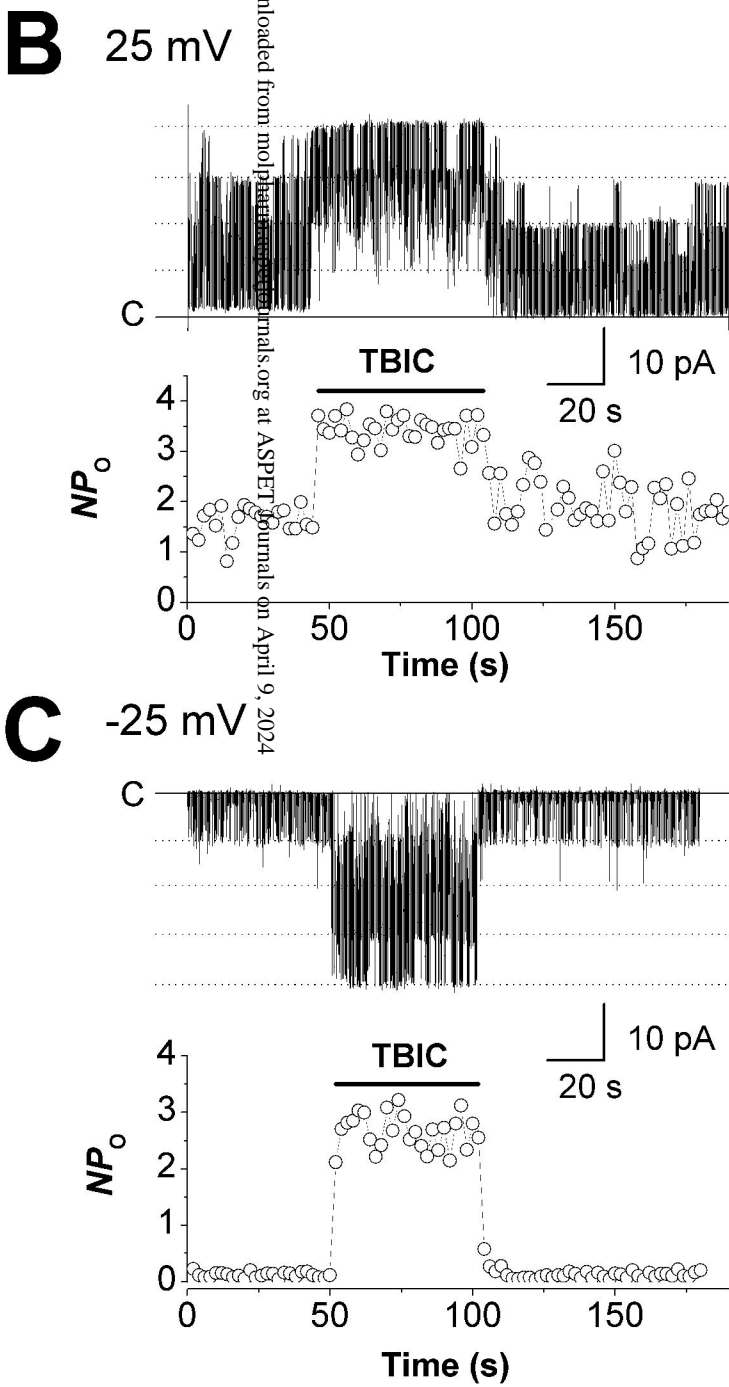 B 25 mV
C
10 pA
20 s
TBIC
NPO
4
3
2
1
0
0 50 100 150
Time (s)
nloaded from molpharm.aspetjournals.org at ASPET Journals on April 9, 2024
C -25 mV
C
10 pA
20 s
TBIC
NPO
4
3
2
1
0
0 50 100 150
Time (s)